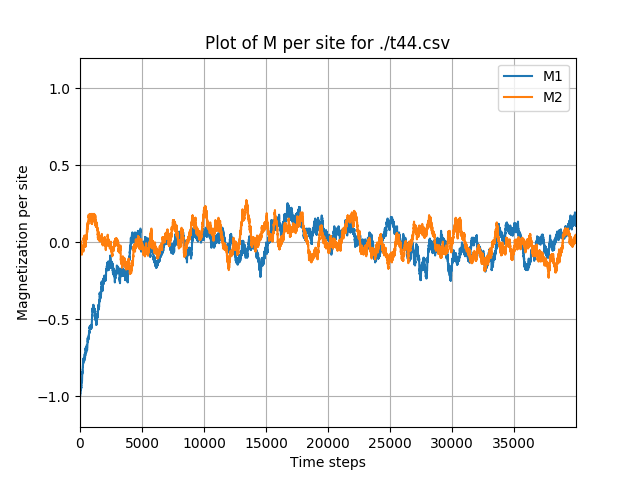 Plot of M per site for ./t44.csv
M1
M2
Magnetization per site
1.0
0.5
0.0
−0.5
−1.0
0 5000 10000 15000 20000 25000 30000 35000
Time steps